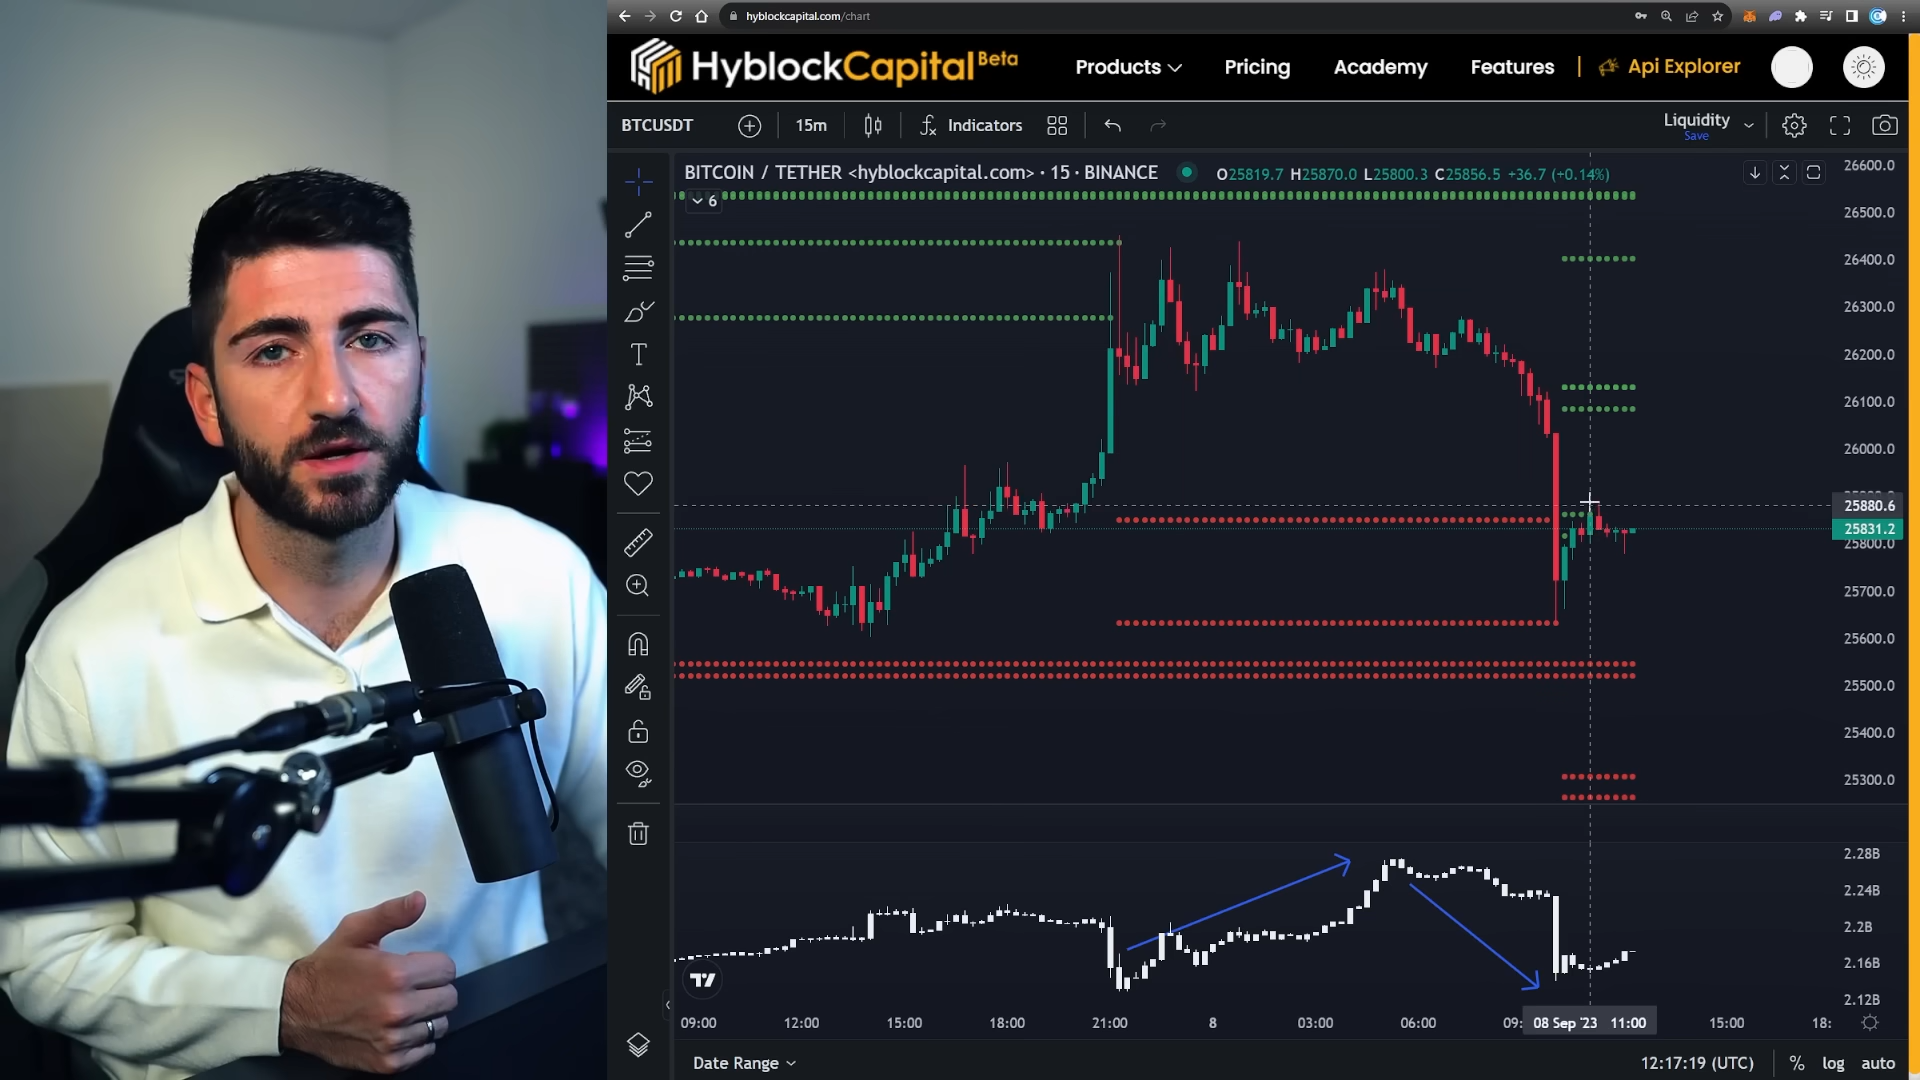 hyblockcapital.com/chart
HyblockCapital Beta
Products
Pricing
Academy
Features
Api Explorer
BTCUSDT
15m
Indicators
Liquidity
Save
BITCOIN / TETHER <hyblockcapital.com> · 15 · BINANCE
O25819.7 H25870.0 L25800.3 C25856.5 +36.7 (+0.14%)
6
26600.0
26500.0
26400.0
26300.0
26200.0
26100.0
26000.0
25880.6
25831.2
25800.0
25700.0
25600.0
25500.0
25400.0
25300.0
2.28B
2.24B
2.2B
2.16B
2.12B
09:00 12:00 15:00 18:00 21:00 8 03:00 06:00 09: 08 Sep '23 11:00 15:00 18:
Date Range
12:17:19 (UTC)
% log auto